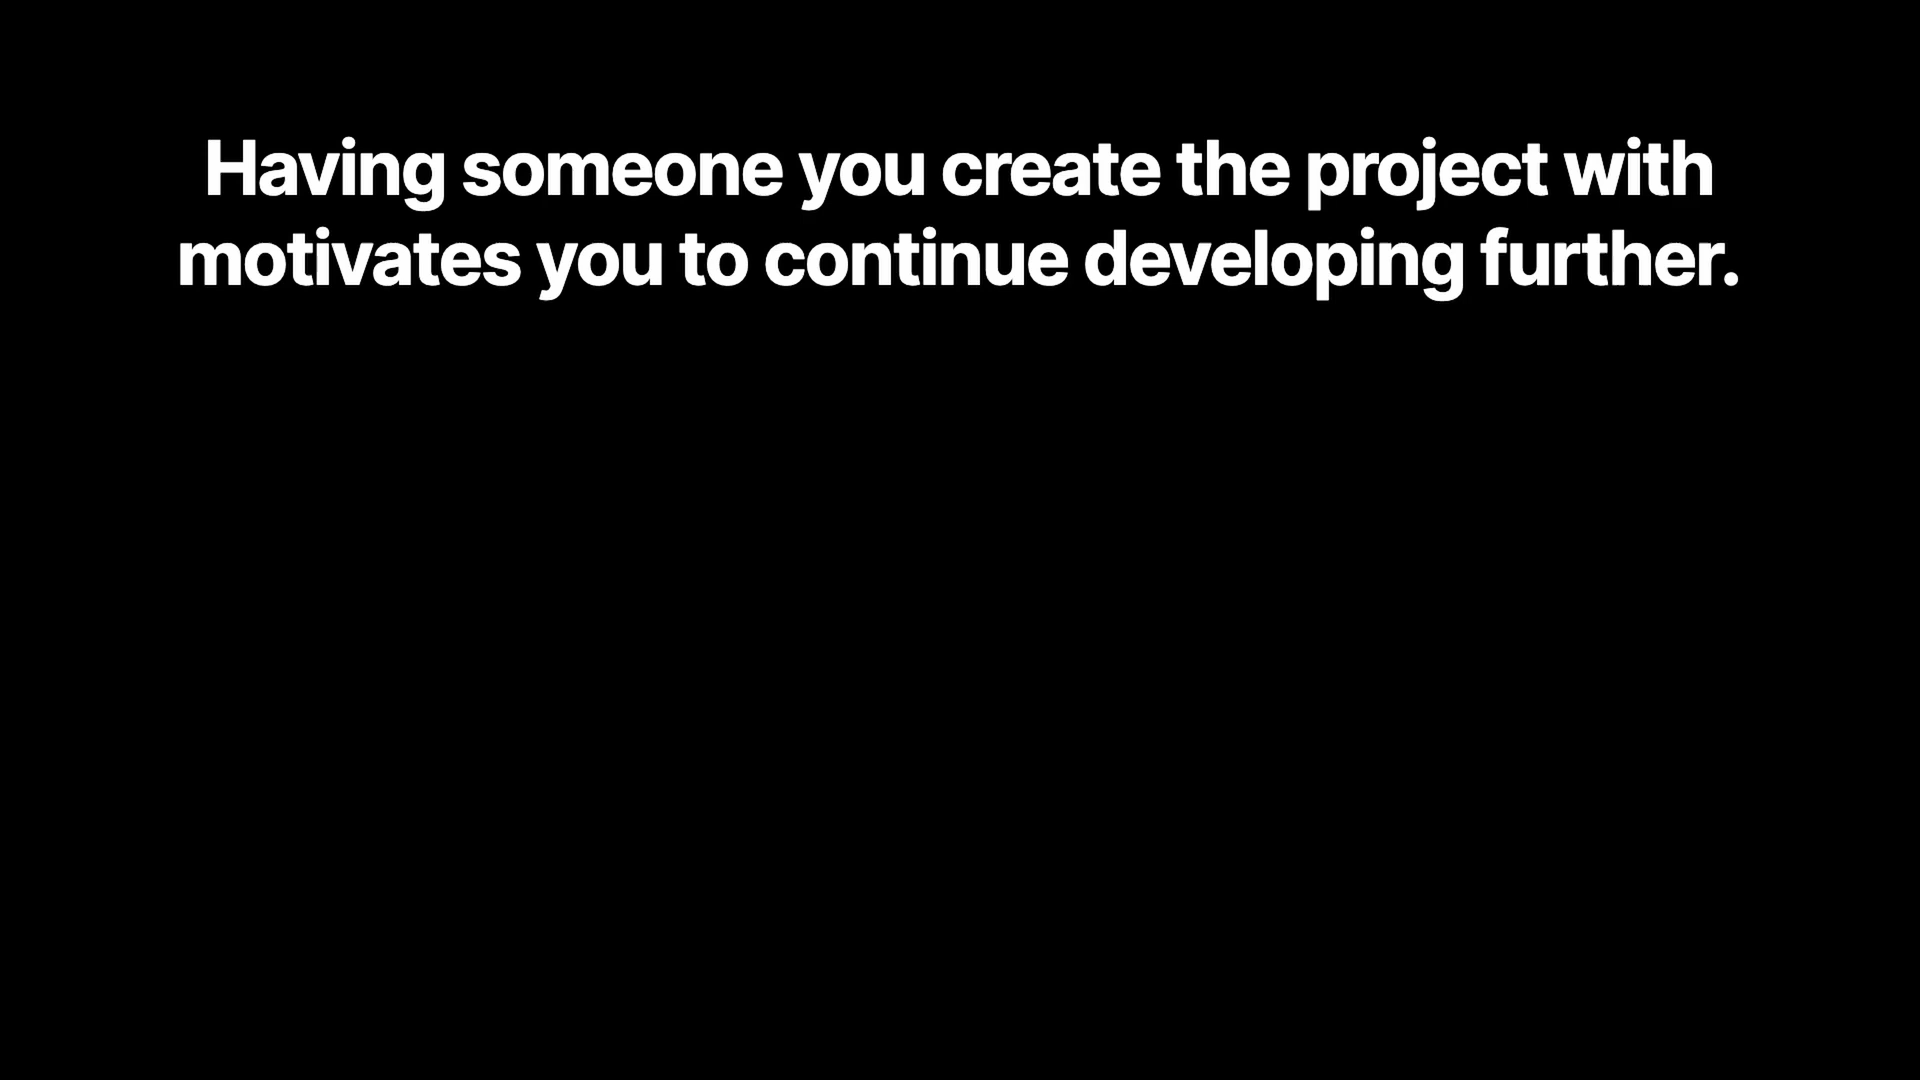 Having someone you create the project with
motivates you to continue developing further.